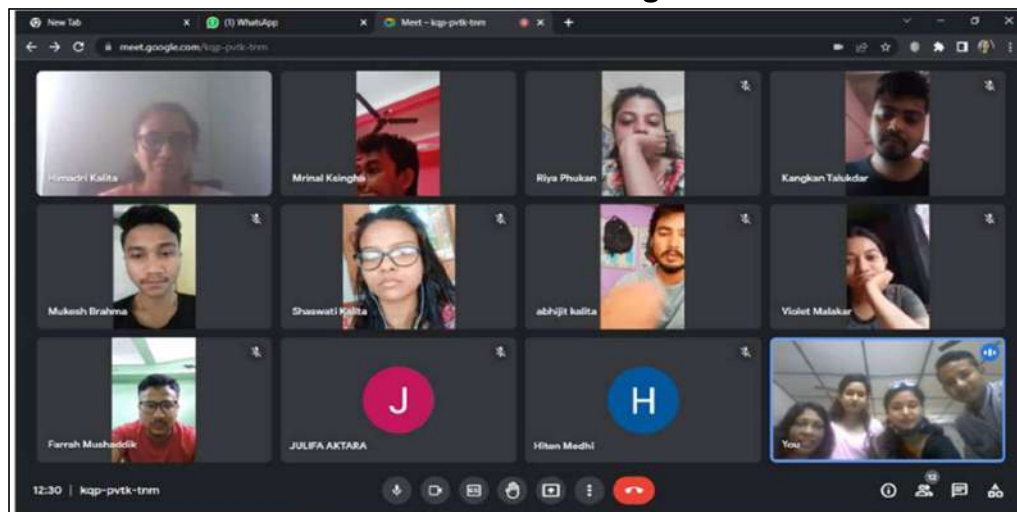 New Tab
(1) WhatsApp
Meet – kqp-pvtk-tnm
meet.google.com/kqp-pvtk-tnm
Himadri Kalita
Mrinal Ksingha
Riya Phukan
Kangkan Talukdar
Mukesh Brahma
Shaswati Kalita
abhijit kalita
Violet Malakar
Farrah Mushaddik
J
JULIFA AKTARA
H
Hiten Medhi
You
12:30 | kqp-pvtk-tnm
12